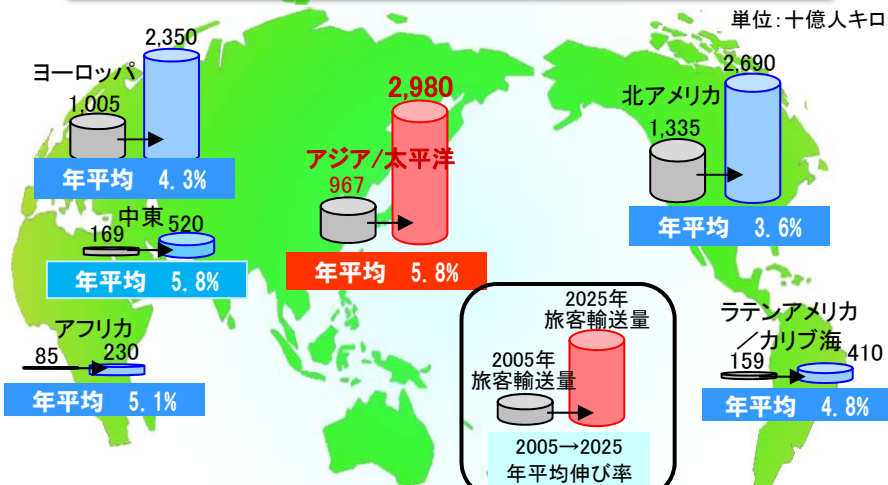 単位：十億人キロ
ヨーロッパ
1,005
2,350
年平均 4.3%
アジア/太平洋
967
2,980
年平均 5.8%
北アメリカ
1,335
2,690
年平均 3.6%
中東
169
520
年平均 5.8%
アフリカ
85
230
年平均 5.1%
ラテンアメリカ
／カリブ海
159
410
年平均 4.8%
2025年
旅客輸送量
2005年
旅客輸送量
2005→2025
年平均伸び率